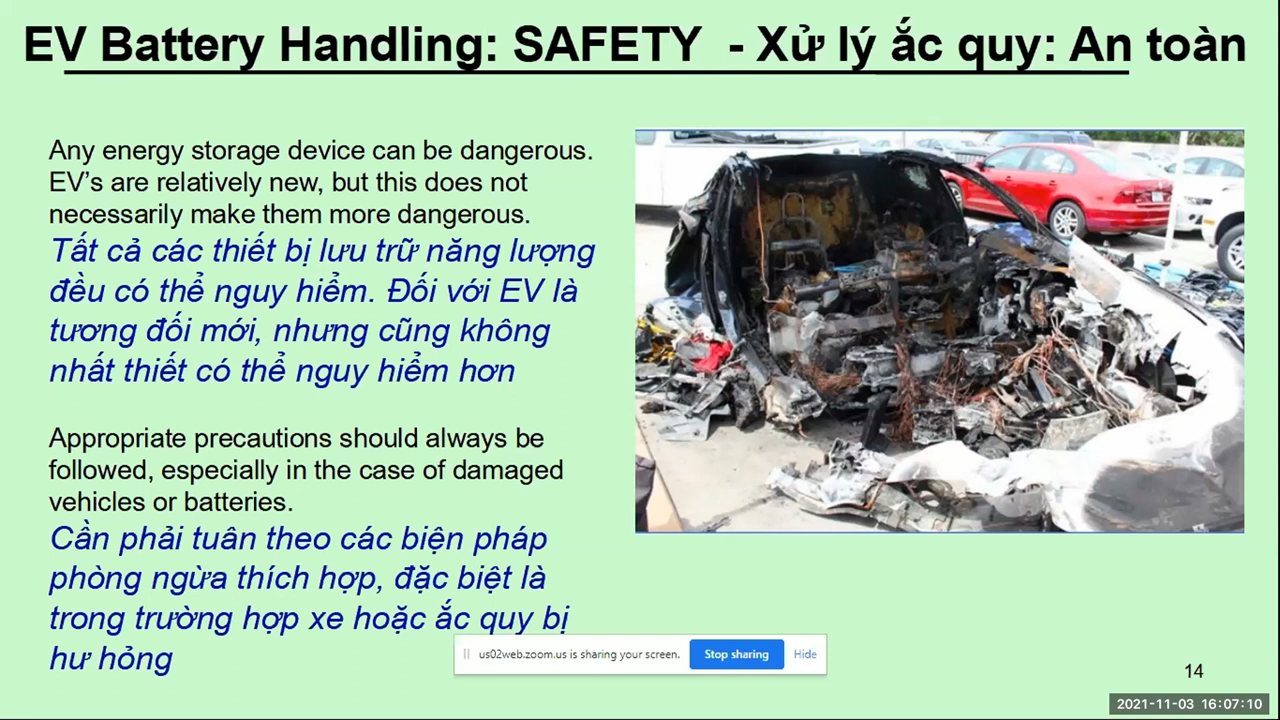 EV Battery Handling: SAFETY - Xử lý ắc quy: An toàn
Any energy storage device can be dangerous.
EV's are relatively new, but this does not
necessarily make them more dangerous.
Tất cả các thiết bị lưu trữ năng lượng
đều có thể nguy hiểm. Đối với EV là
tương đối mới, nhưng cũng không
nhất thiết có thể nguy hiểm hơn
Appropriate precautions should always be
followed, especially in the case of damaged
vehicles or batteries.
Cần phải tuân theo các biện pháp
phòng ngừa thích hợp, đặc biệt là
trong trường hợp xe hoặc ắc quy bị
hư hỏng
us02web.zoom.us is sharing your screen. Stop sharing Hide
14
2021-11-03 16:07:10